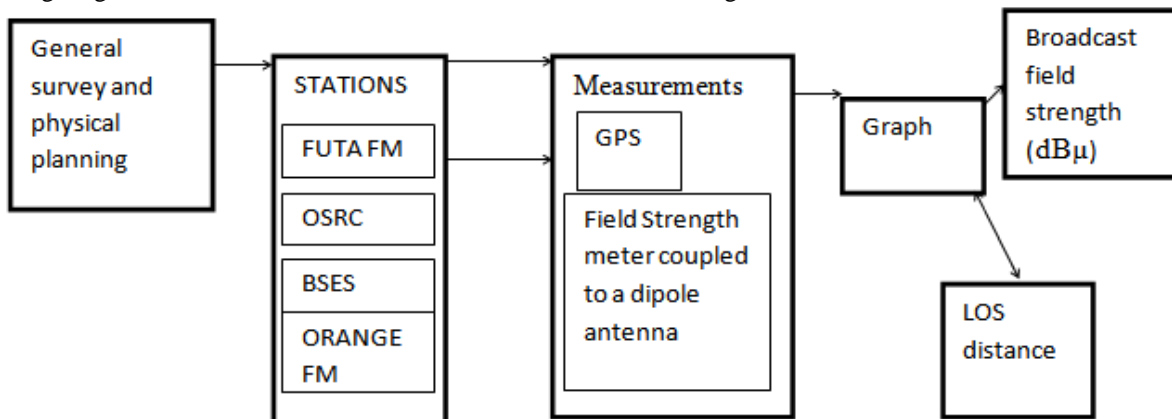 General
survey and
physical
planning
STATIONS
FUTA FM
OSRC
BSES
ORANGE
FM
Measurements
GPS
Field Strength
meter coupled
to a dipole
antenna
Graph
Broadcast
field
strength
(dBµ)
LOS
distance